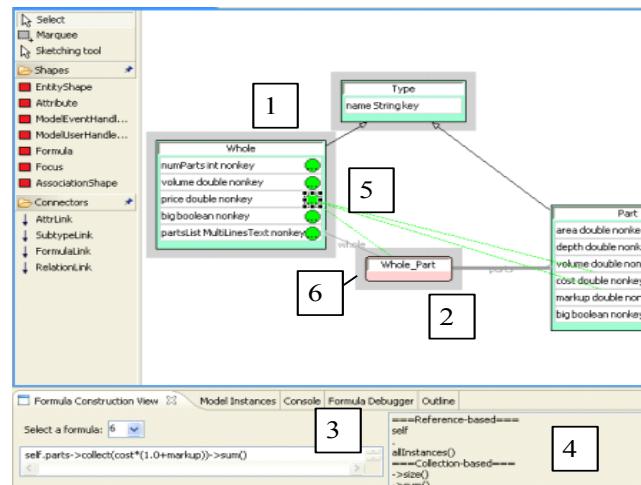 Select
Marquee
Sketching tool
Shapes
EntityShape
Attribute
ModelEventHandl...
ModelUserHandle...
Formula
Focus
AssociationShape
Connectors
AttrLink
SubtypeLink
FormulaLink
RelationLink
1
Type
name String key
Whole
numParts int nonkey
volume double nonkey
price double nonkey
big boolean nonkey
partsList MultiLinesText nonkey
5
whole
Whole_Part
parts
6
2
Part
area double nonke
depth double nonk
volume double non
cost double nonke
markup double non
big boolean nonkey
Formula Construction View
Model Instances
Console
Formula Debugger
Outline
Select a formula: 6
3
self.parts->collect(cost*(1.0+markup))->sum()
===Reference-based===
self
.
allInstances()
===Collection-based===
->size()
->sum()
4